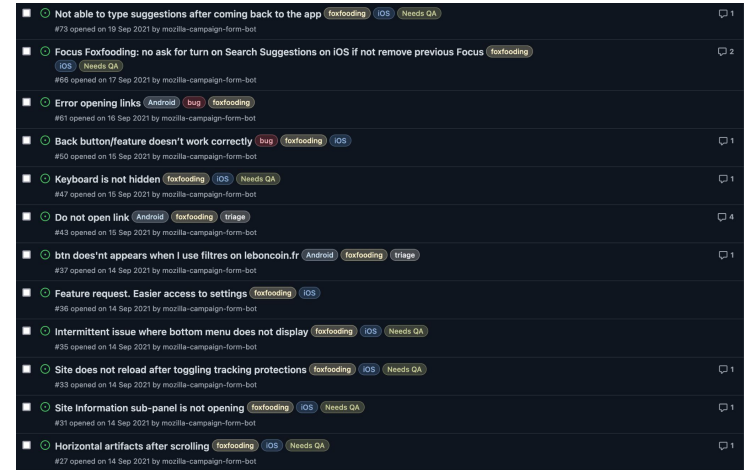 Not able to type suggestions after coming back to the app foxfooding iOS Needs QA 1
#73 opened on 19 Sep 2021 by mozilla-campaign-form-bot
Focus Foxfooding: no ask for turn on Search Suggestions on iOS if not remove previous Focus foxfooding 2
iOS Needs QA
#66 opened on 17 Sep 2021 by mozilla-campaign-form-bot
Error opening links Android bug foxfooding
#61 opened on 16 Sep 2021 by mozilla-campaign-form-bot
Back button/feature doesn't work correctly bug foxfooding iOS 1
#50 opened on 15 Sep 2021 by mozilla-campaign-form-bot
Keyboard is not hidden foxfooding iOS Needs QA 1
#47 opened on 15 Sep 2021 by mozilla-campaign-form-bot
Do not open link Android foxfooding triage 4
#43 opened on 15 Sep 2021 by mozilla-campaign-form-bot
btn does'nt appears when I use filtres on leboncoin.fr Android foxfooding triage 1
#37 opened on 14 Sep 2021 by mozilla-campaign-form-bot
Feature request. Easier access to settings foxfooding iOS
#36 opened on 14 Sep 2021 by mozilla-campaign-form-bot
Intermittent issue where bottom menu does not display foxfooding iOS Needs QA
#35 opened on 14 Sep 2021 by mozilla-campaign-form-bot
Site does not reload after toggling tracking protections foxfooding iOS Needs QA 1
#33 opened on 14 Sep 2021 by mozilla-campaign-form-bot
Site Information sub-panel is not opening foxfooding iOS Needs QA 1
#31 opened on 14 Sep 2021 by mozilla-campaign-form-bot
Horizontal artifacts after scrolling foxfooding iOS Needs QA 1
#27 opened on 14 Sep 2021 by mozilla-campaign-form-bot